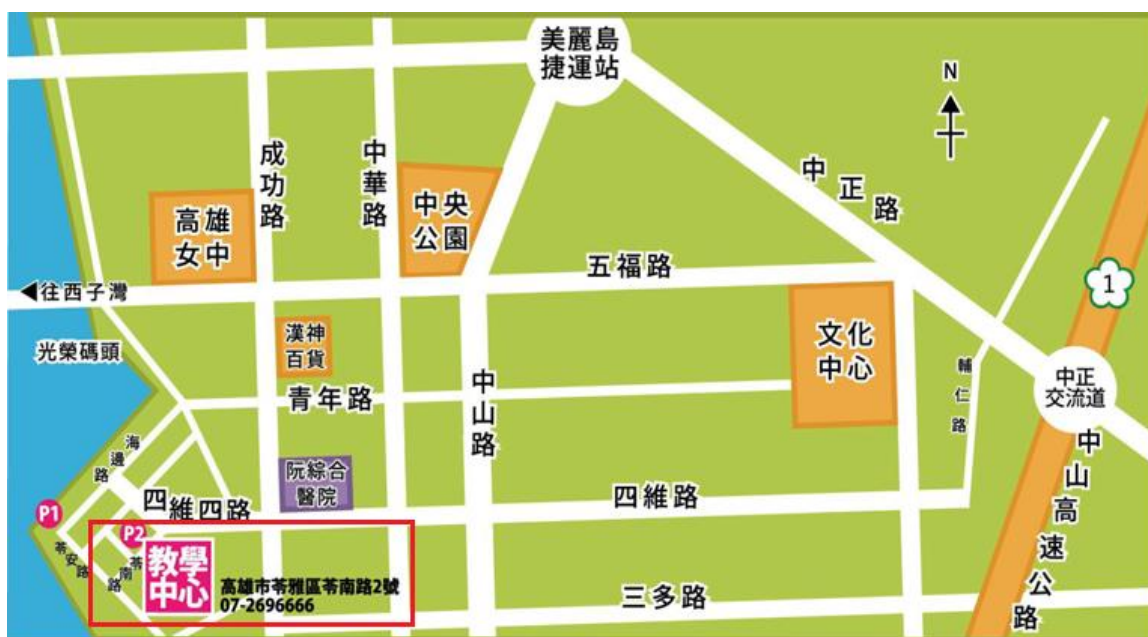 美麗島
捷運站
N
成功路
中華路
中正路
高雄
女中
中央
公園
五福路
1
◀往西子灣
光榮碼頭
漢神
百貨
文化
中心
輔仁路
中正
交流道
青年路
中山路
海邊路
阮綜合
醫院
四維四路
四維路
中山高速公路
P1
P2
苓安路
苓南路
教學
中心
高雄市苓雅區苓南路2號
07-2696666
三多路